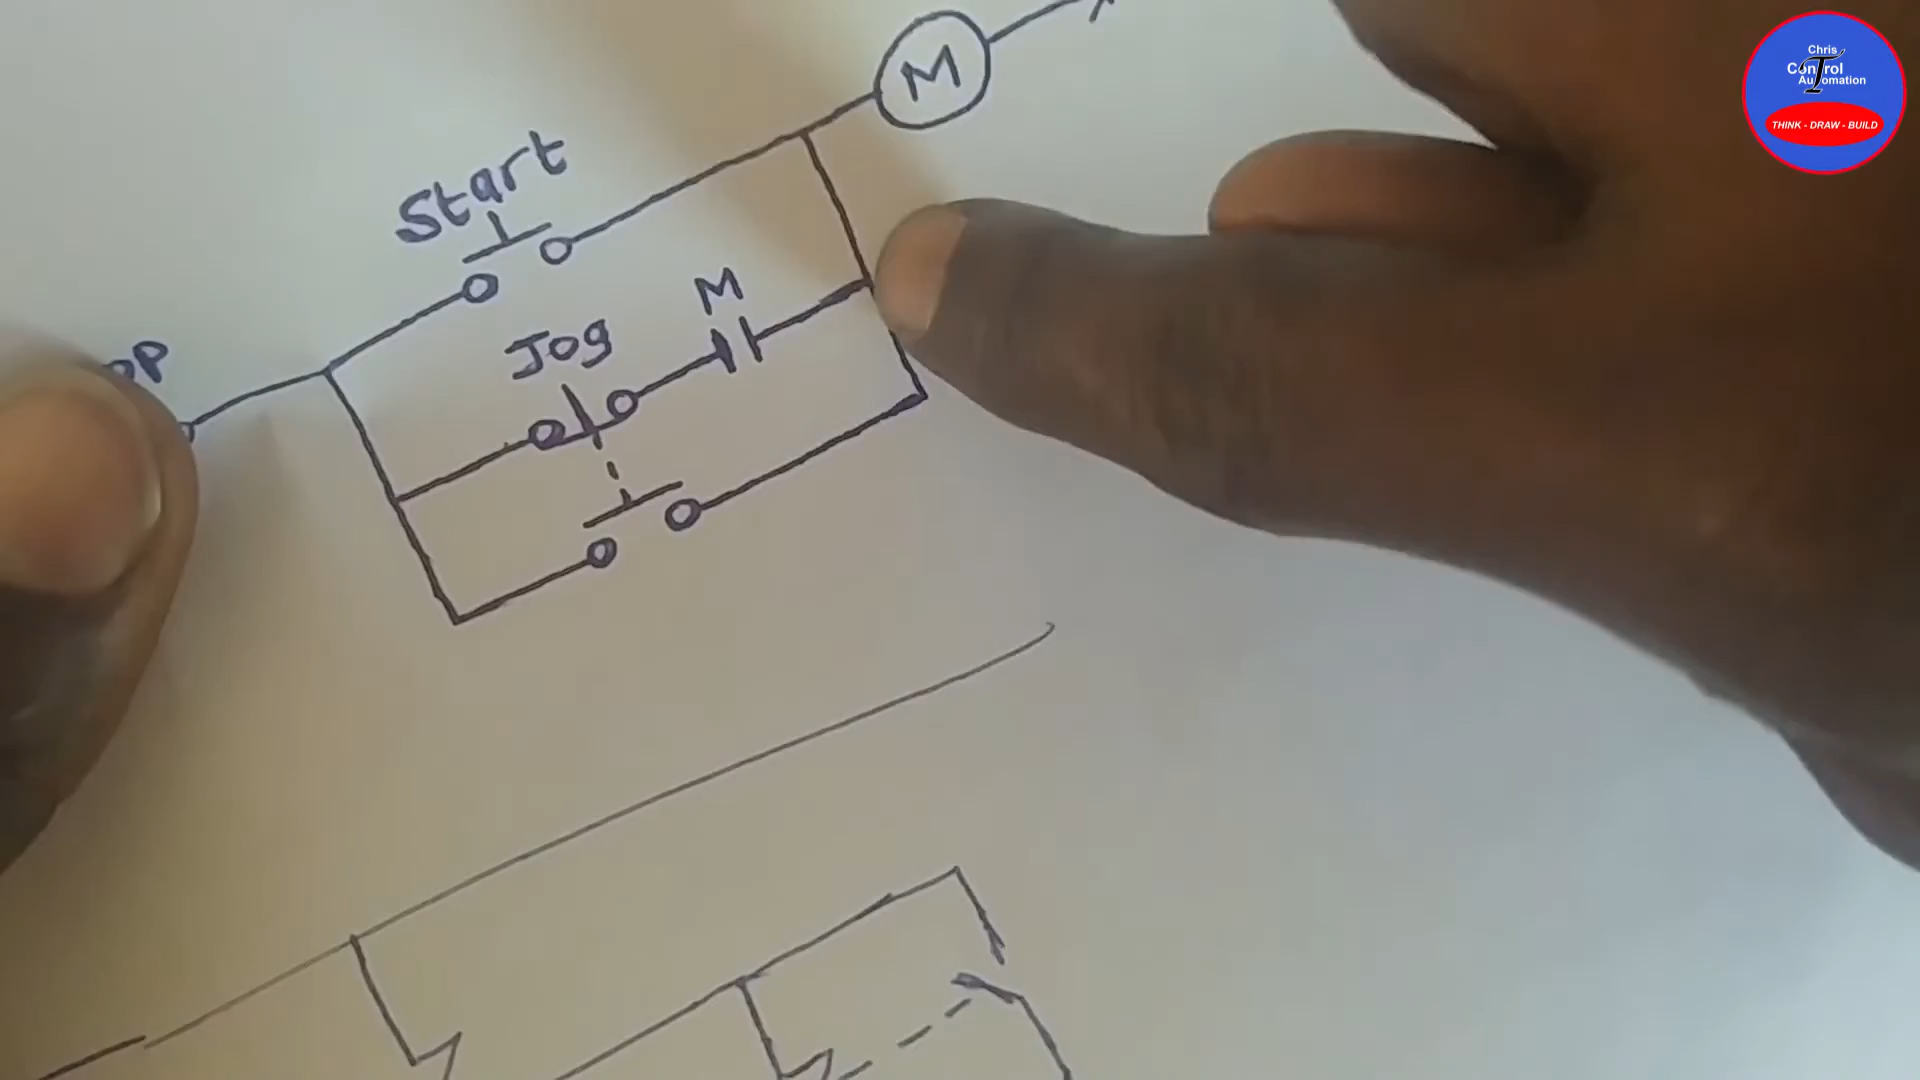 Chris
Control
Automation
THINK - DRAW - BUILD
M
Start
M
Jog